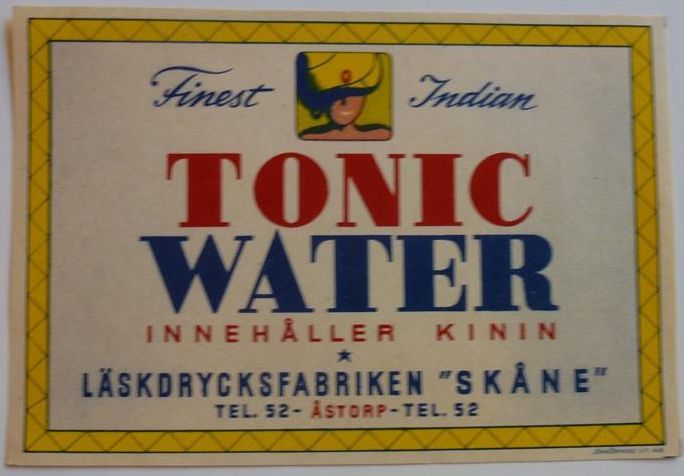 Finest Indian
TONIC
WATER
INNEHÅLLER KININ
LÄSKDRYCKSFABRIKEN "SKÅNE"
TEL. 52 - ÅSTORP - TEL. 52